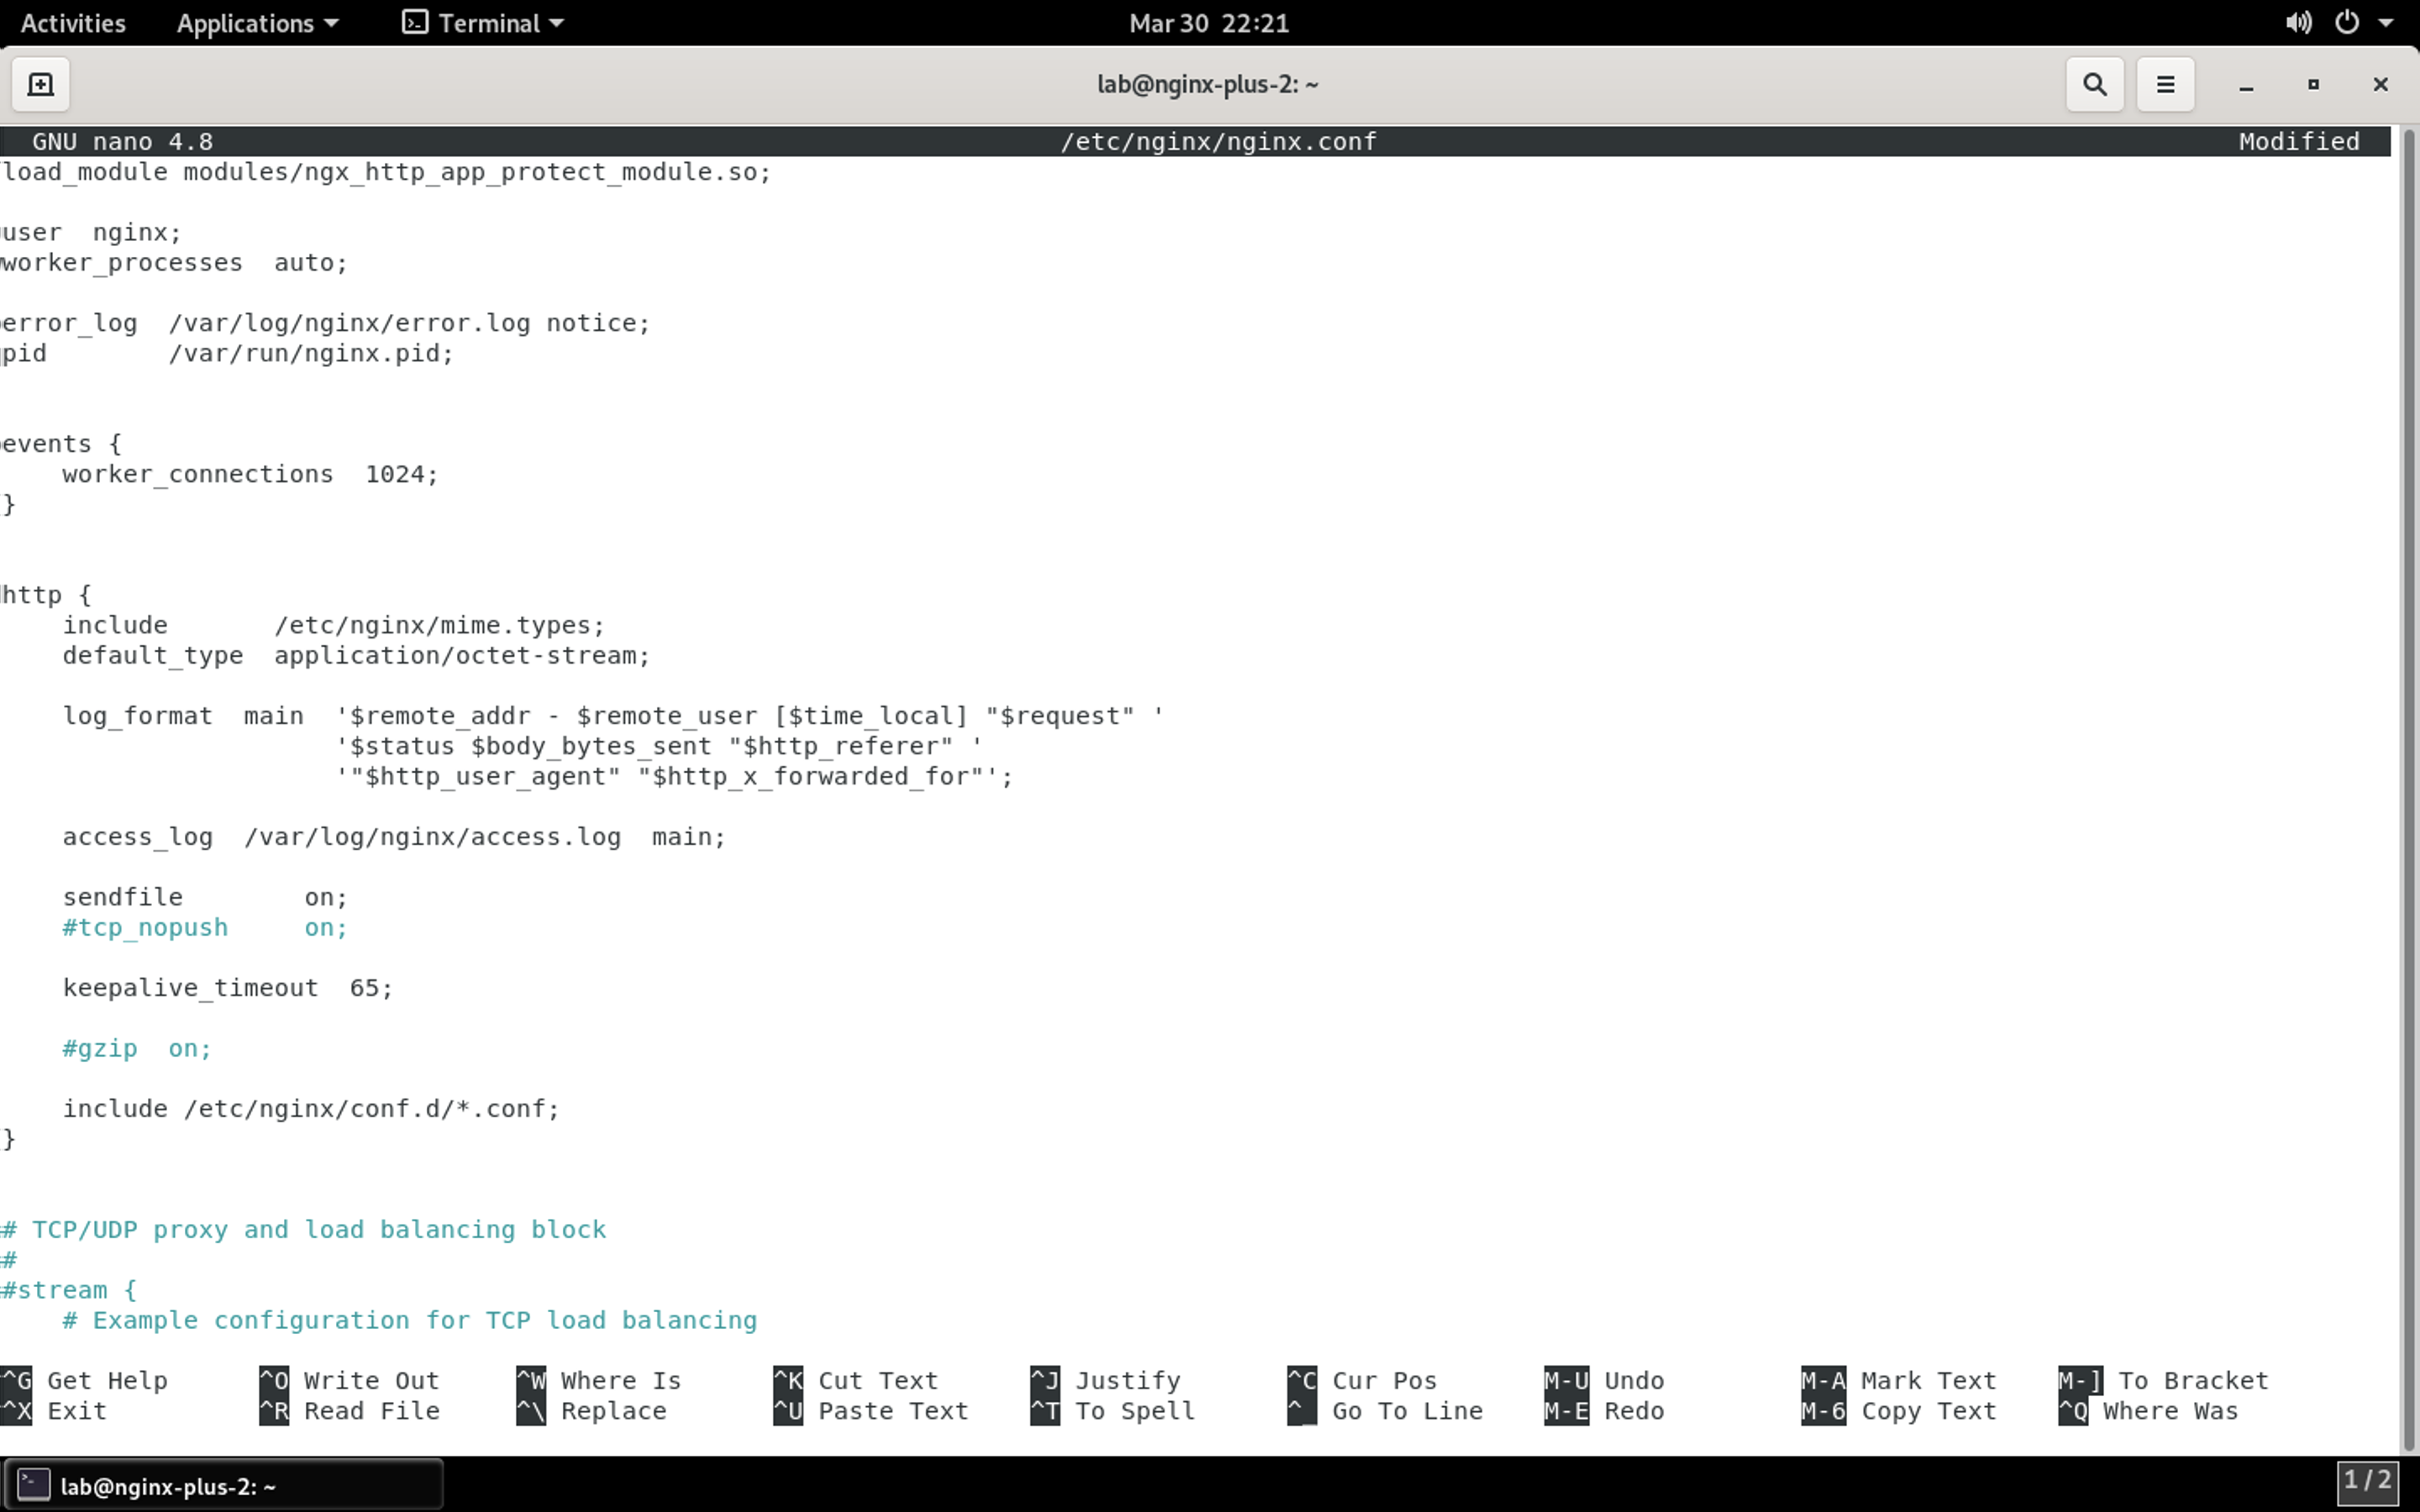 Activities Applications Terminal Mar 30 22:21
lab@nginx-plus-2: ~
GNU nano 4.8 /etc/nginx/nginx.conf Modified
load_module modules/ngx_http_app_protect_module.so;
user  nginx;
worker_processes  auto;
error_log  /var/log/nginx/error.log notice;
pid        /var/run/nginx.pid;
events {
    worker_connections  1024;
}
http {
    include       /etc/nginx/mime.types;
    default_type  application/octet-stream;
    log_format  main  '$remote_addr - $remote_user [$time_local] "$request" '
                      '$status $body_bytes_sent "$http_referer" '
                      '"$http_user_agent" "$http_x_forwarded_for"';
    access_log  /var/log/nginx/access.log  main;
    sendfile        on;
    #tcp_nopush     on;
    keepalive_timeout  65;
    #gzip  on;
    include /etc/nginx/conf.d/*.conf;
}
# TCP/UDP proxy and load balancing block
#
#stream {
    # Example configuration for TCP load balancing
^G Get Help ^O Write Out ^W Where Is ^K Cut Text ^J Justify ^C Cur Pos M-U Undo M-A Mark Text M-] To Bracket
^X Exit ^R Read File ^\ Replace ^U Paste Text ^T To Spell ^_ Go To Line M-E Redo M-6 Copy Text ^Q Where Was
lab@nginx-plus-2: ~ 1 / 2